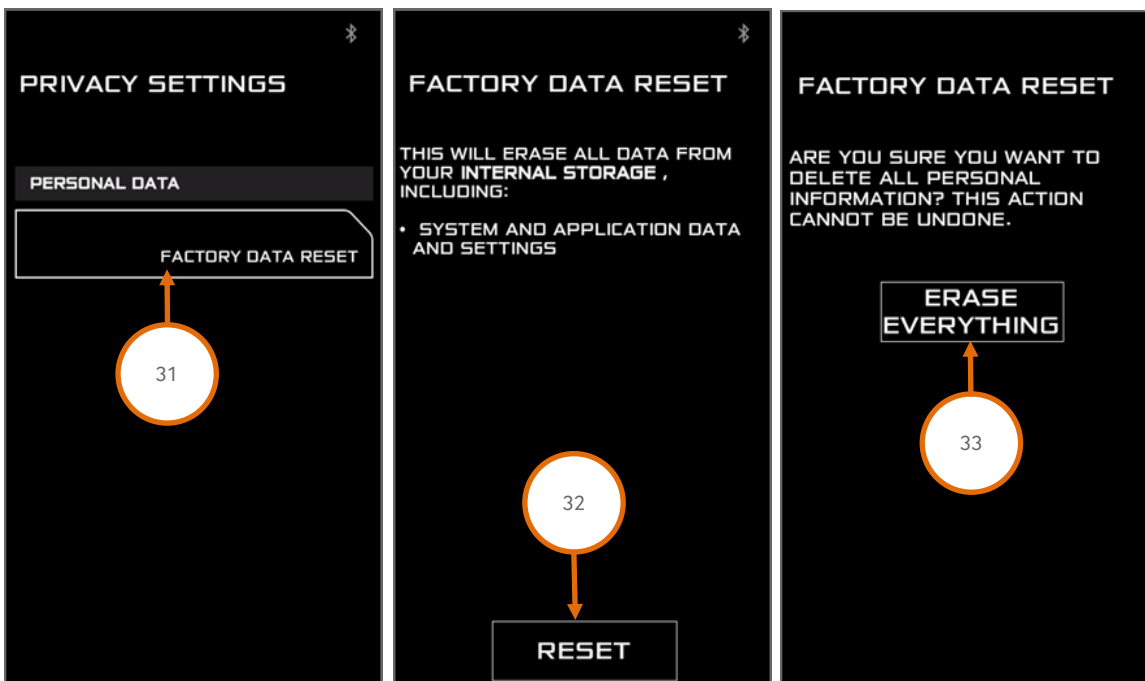 PRIVACY SETTINGS
PERSONAL DATA
FACTORY DATA RESET
31
FACTORY DATA RESET
THIS WILL ERASE ALL DATA FROM
YOUR INTERNAL STORAGE ,
INCLUDING:
• SYSTEM AND APPLICATION DATA
AND SETTINGS
32
RESET
FACTORY DATA RESET
ARE YOU SURE YOU WANT TO
DELETE ALL PERSONAL
INFORMATION? THIS ACTION
CANNOT BE UNDONE.
ERASE
EVERYTHING
33